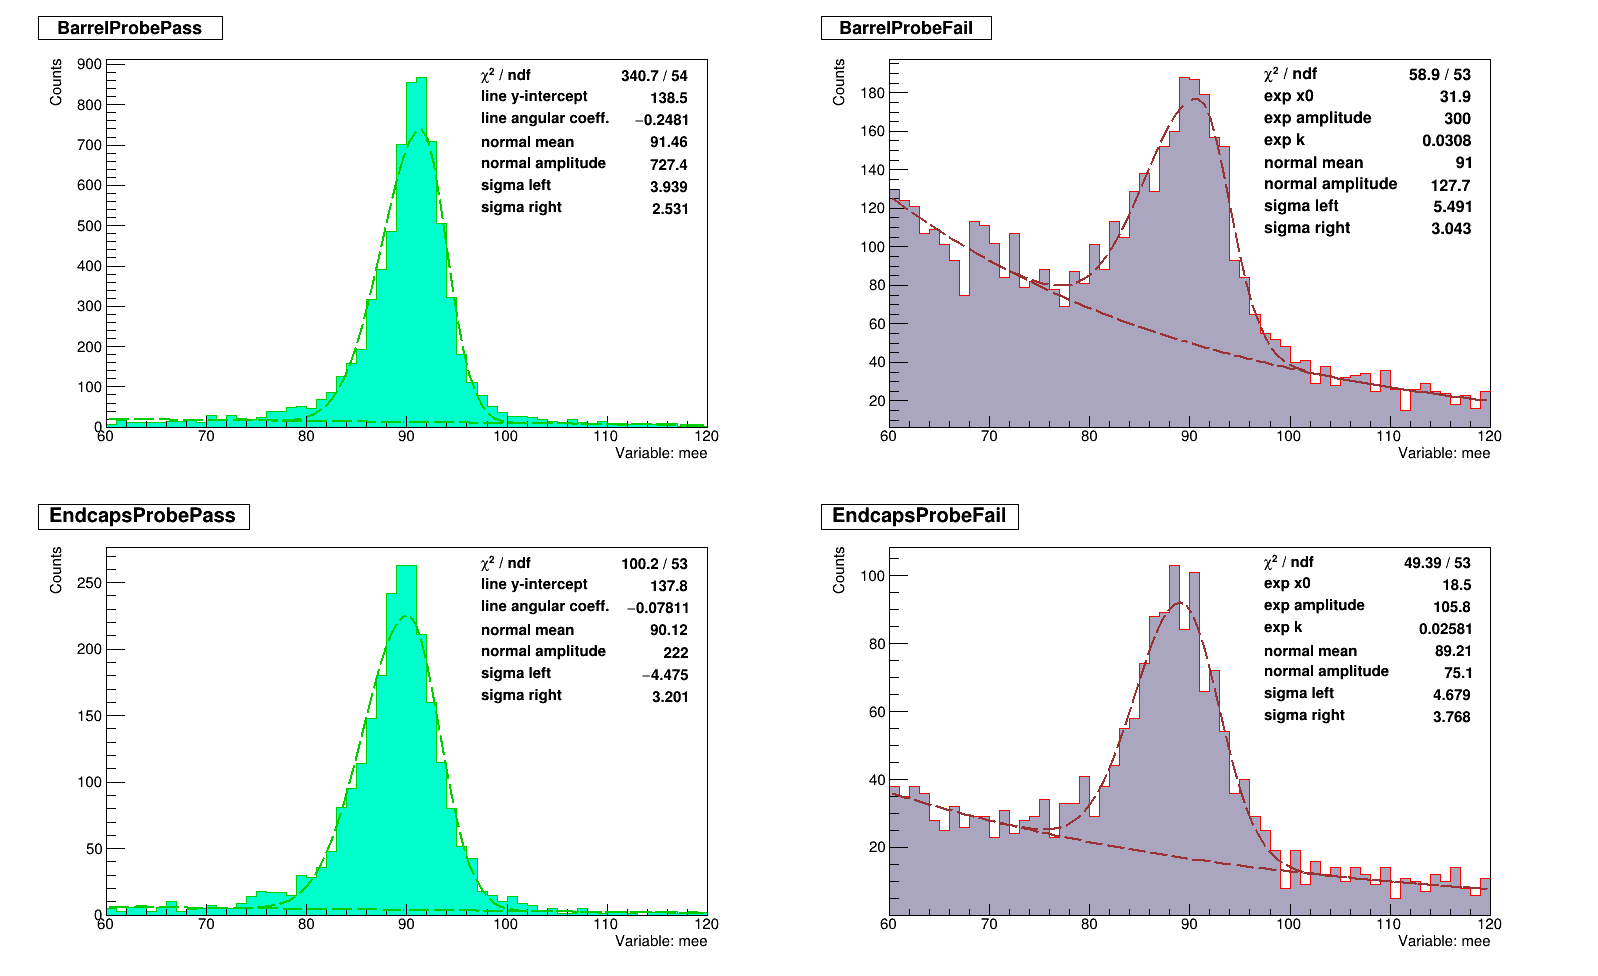 BarrelProbePass
Counts
900
800
700
600
500
400
300
200
100
0
60 70 80 90 100 110 120
Variable: mee
χ² / ndf 340.7 / 54
line y-intercept 138.5
line angular coeff. −0.2481
normal mean 91.46
normal amplitude 727.4
sigma left 3.939
sigma right 2.531
BarrelProbeFail
Counts
180
160
140
120
100
80
60
40
20
60 70 80 90 100 110 120
Variable: mee
χ² / ndf 58.9 / 53
exp x0 31.9
exp amplitude 300
exp k 0.0308
normal mean 91
normal amplitude 127.7
sigma left 5.491
sigma right 3.043
EndcapsProbePass
Counts
250
200
150
100
50
0
60 70 80 90 100 110 120
Variable: mee
χ² / ndf 100.2 / 53
line y-intercept 137.8
line angular coeff. −0.07811
normal mean 90.12
normal amplitude 222
sigma left −4.475
sigma right 3.201
EndcapsProbeFail
Counts
100
80
60
40
20
60 70 80 90 100 110 120
Variable: mee
χ² / ndf 49.39 / 53
exp x0 18.5
exp amplitude 105.8
exp k 0.02581
normal mean 89.21
normal amplitude 75.1
sigma left 4.679
sigma right 3.768